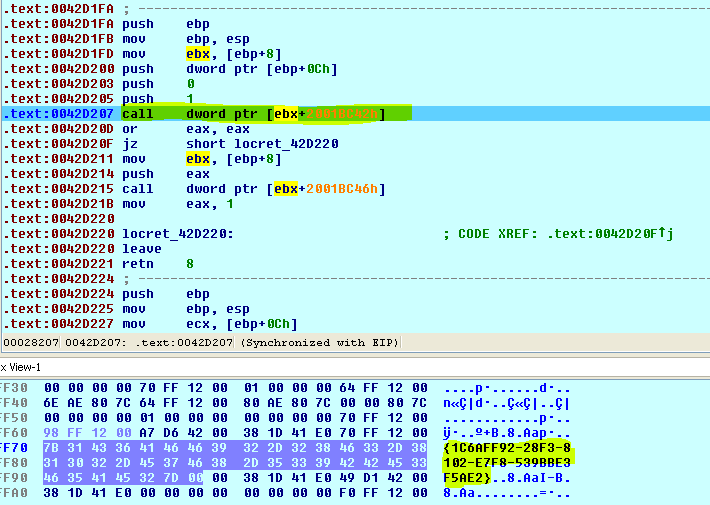 .text:0042D1FA ; ---------------------------------------------------------------------------
.text:0042D1FA push ebp
.text:0042D1FB mov ebp, esp
.text:0042D1FD mov ebx, [ebp+8]
.text:0042D200 push dword ptr [ebp+0Ch]
.text:0042D203 push 0
.text:0042D205 push 1
.text:0042D207 call dword ptr [ebx+ ]
.text:0042D20D or eax, eax
.text:0042D20F jz short locret_42D220
.text:0042D211 mov ebx, [ebp+8]
.text:0042D214 push eax
.text:0042D215 call dword ptr [ebx+2001BC46h]
.text:0042D21B mov eax, 1
.text:0042D220
.text:0042D220 locret_42D220: ; CODE XREF: .text:0042D20F↑j
.text:0042D220 leave
.text:0042D221 retn 8
.text:0042D224 ; ---------------------------------------------------------------------------
.text:0042D224 push ebp
.text:0042D225 mov ebp, esp
.text:0042D227 mov ecx, [ebp+0Ch]
00028207 0042D207: .text:0042D207 (Synchronized with EIP)
x View-1
FF30 00 00 00 00 70 FF 12 00 01 00 00 00 64 FF 12 00 ....p·......d·..
FF40 6E AE 80 7C 64 FF 12 00 80 AE 80 7C 00 00 80 7C n«Ç|d·..Ç«Ç|..Ç|
FF50 00 00 00 00 01 00 00 00 00 00 00 00 70 FF 12 00 ............p·..
FF60 98 FF 12 00 A7 D6 42 00 38 1D 41 E0 70 FF 12 00 ÿ·..º+B.8.Aap·..
FF70 7B 31 43 36 41 46 46 39 32 2D 32 38 46 33 2D 38 {1C6AFF92-28F3-8
FF80 31 30 32 2D 45 37 46 38 2D 35 33 39 42 42 45 33 102-E7F8-539BBE3
FF90 46 35 41 45 32 7D 00 00 38 1D 41 E0 49 D1 42 00 F5AE2}..8.AaI-B.
FFA0 38 1D 41 E0 00 00 00 00 00 00 00 00 F0 FF 12 00 8.Aa........=·..